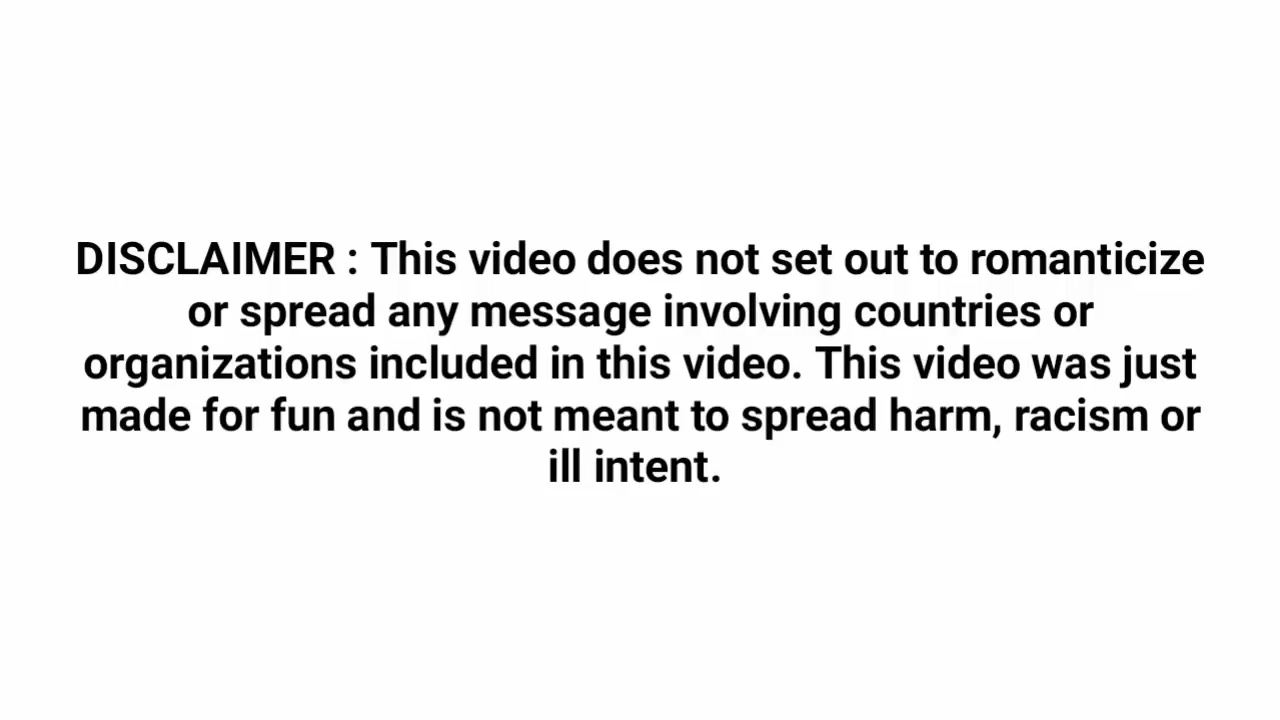 DISCLAIMER : This video does not set out to romanticize
or spread any message involving countries or
organizations included in this video. This video was just
made for fun and is not meant to spread harm, racism or
ill intent.